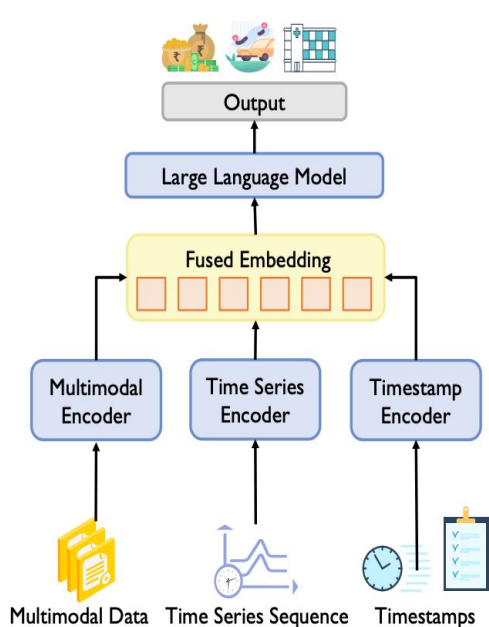 ₹ ₹
Output
Large Language Model
Fused Embedding
Multimodal
Encoder
Time Series
Encoder
Timestamp
Encoder
Multimodal Data
Time Series Sequence
Timestamps